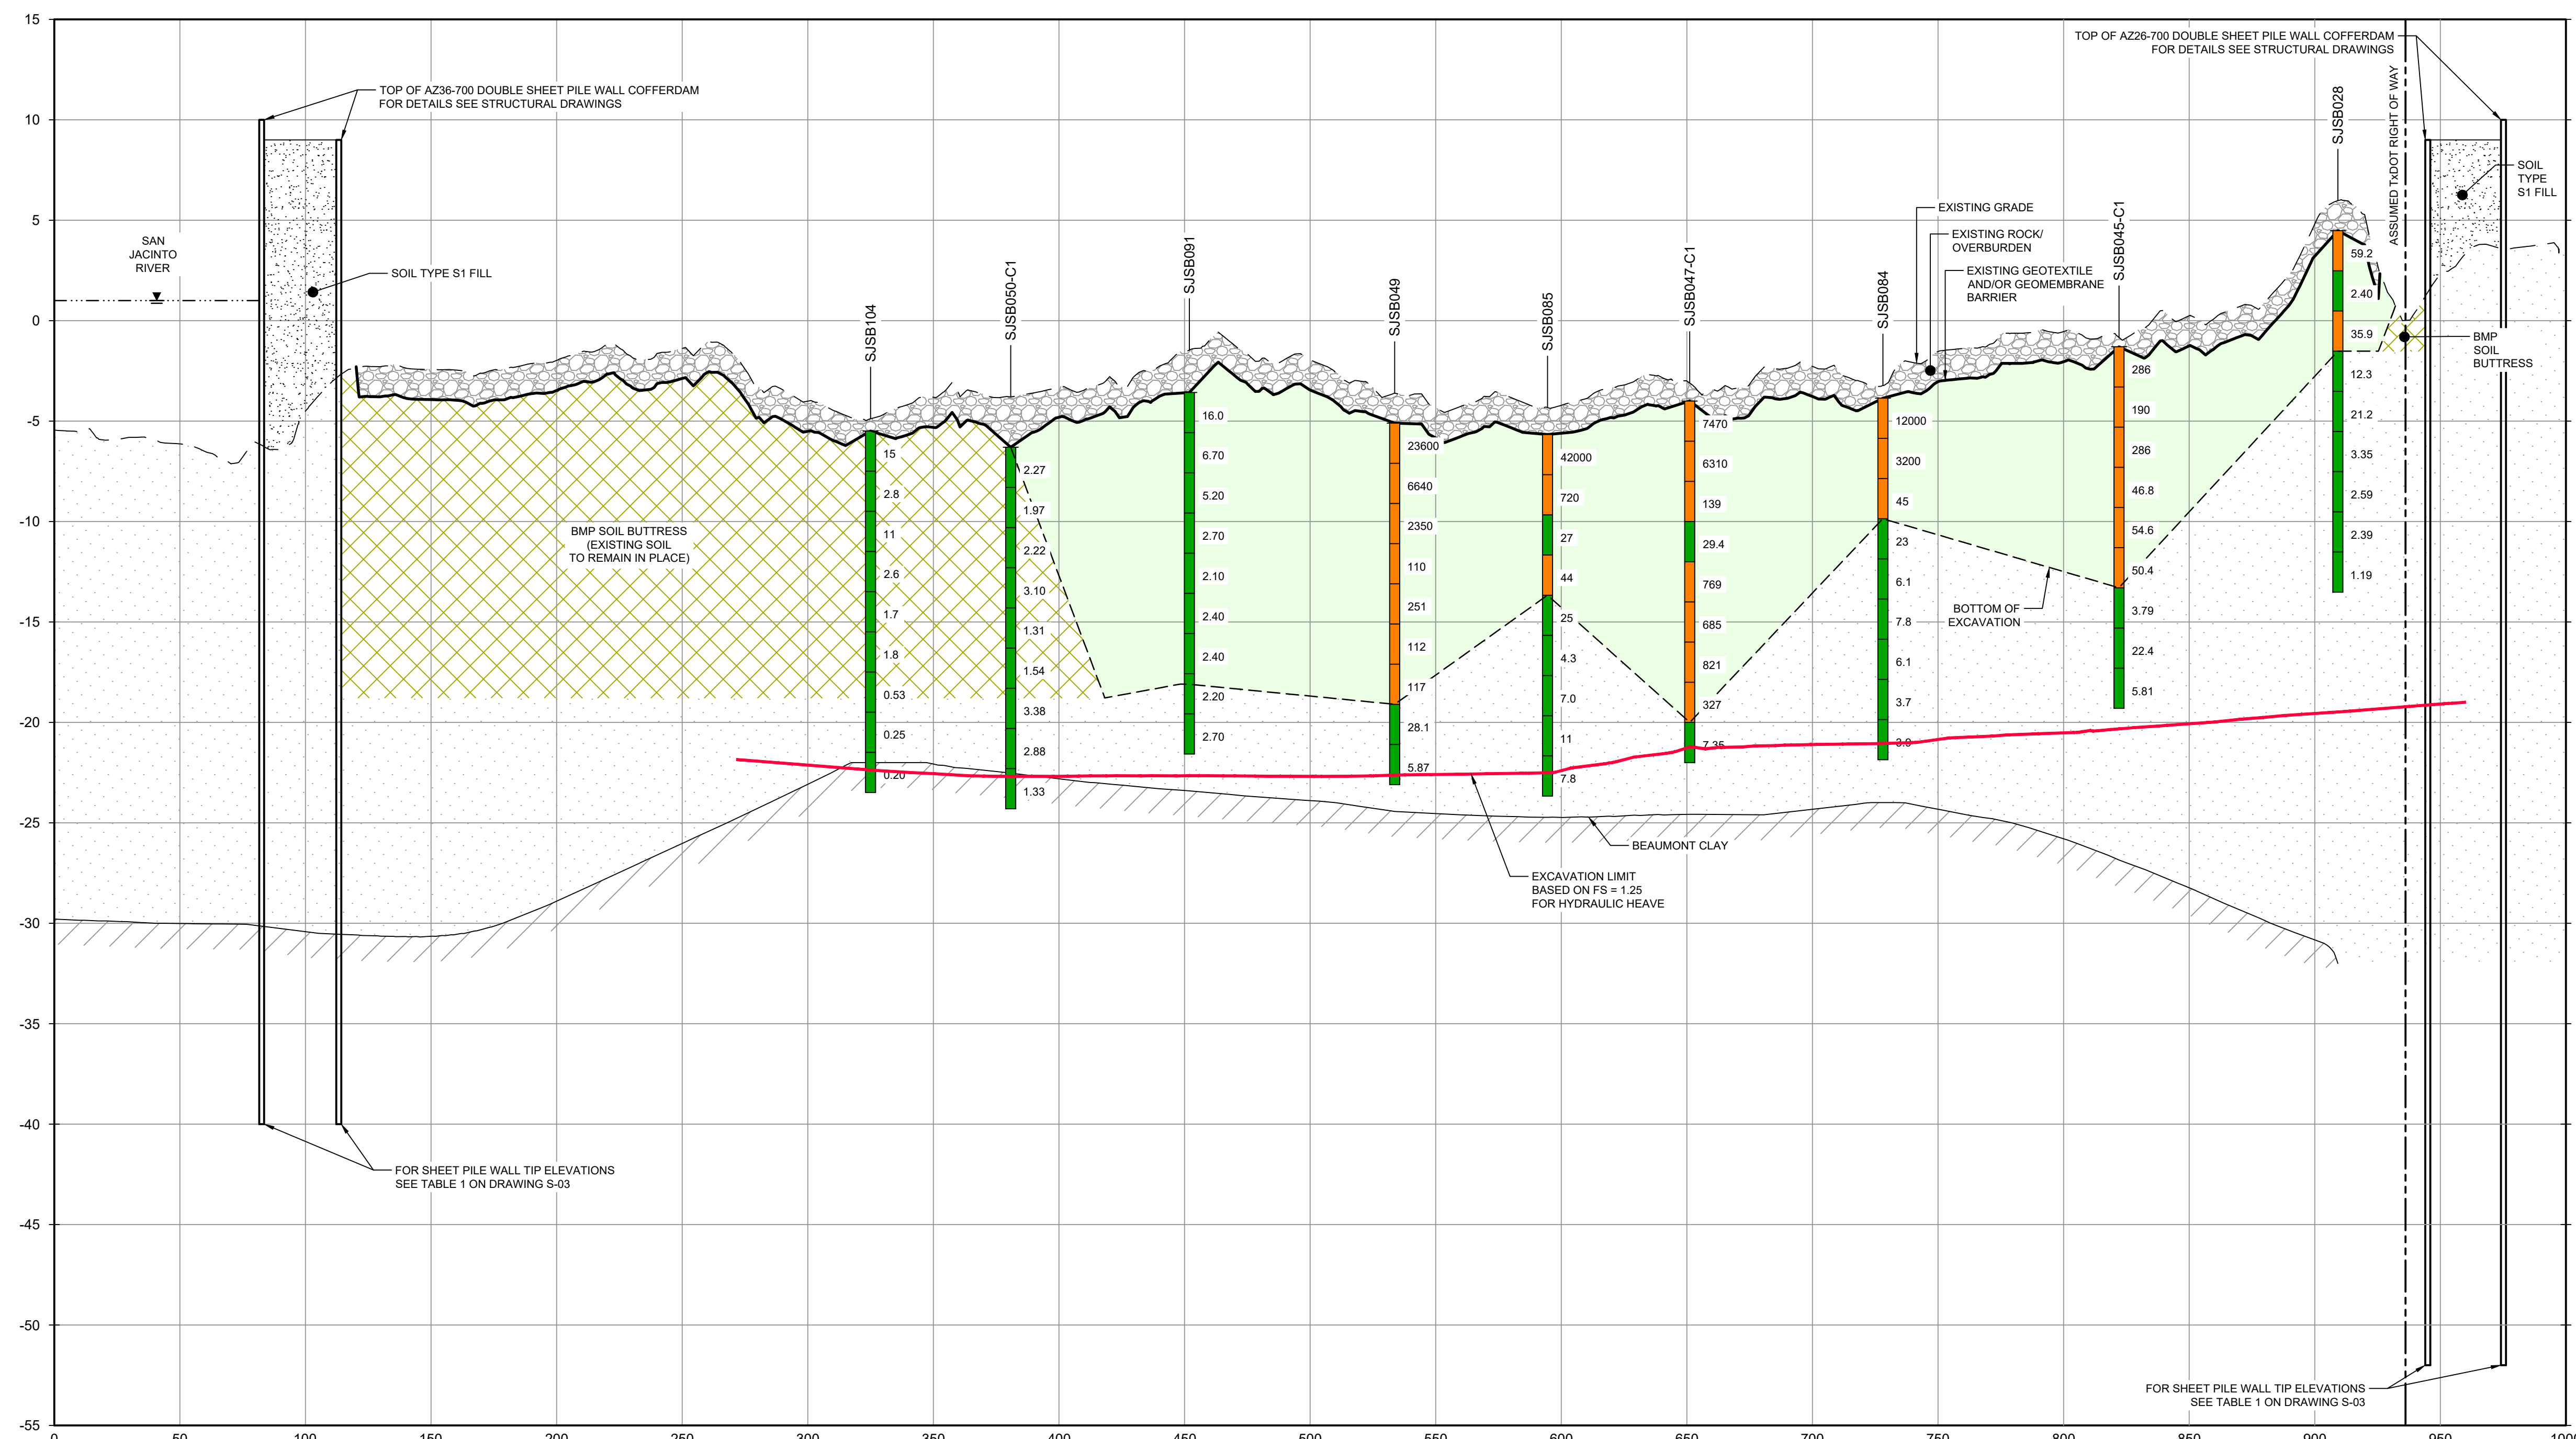 15
10
5
0
-5
-10
-15
-20
-25
-30
-35
-40
-45
-50
-55
0
50
100
150
200
250
300
350
400
450
500
550
600
650
700
750
800
850
900
950
1000
SAN
JACINTO
RIVER
TOP OF AZ36-700 DOUBLE SHEET PILE WALL COFFERDAM
FOR DETAILS SEE STRUCTURAL DRAWINGS
SOIL TYPE S1 FILL
BMP SOIL BUTTRESS
(EXISTING SOIL
TO REMAIN IN PLACE)
FOR SHEET PILE WALL TIP ELEVATIONS
SEE TABLE 1 ON DRAWING S-03
SJSB104
15
2.8
11
2.6
1.7
1.8
0.53
0.25
0.20
SJSB050-C1
2.27
1.97
2.22
3.10
1.31
1.54
3.38
2.88
1.33
SJSB091
16.0
6.70
5.20
2.70
2.10
2.40
2.40
2.20
2.70
SJSB049
23600
6640
2350
110
251
112
117
28.1
5.87
SJSB085
42000
720
27
44
25
4.3
7.0
11
7.8
SJSB047-C1
7470
6310
139
29.4
769
685
821
327
7.35
SJSB084
12000
3200
45
23
6.1
7.8
6.1
3.7
3.9
SJSB045-C1
286
190
286
46.8
54.6
50.4
3.79
22.4
5.81
SJSB028
59.2
2.40
35.9
12.3
21.2
3.35
2.59
2.39
1.19
EXISTING GRADE
EXISTING ROCK/
OVERBURDEN
EXISTING GEOTEXTILE
AND/OR GEOMEMBRANE
BARRIER
BOTTOM OF
EXCAVATION
BEAUMONT CLAY
EXCAVATION LIMIT
BASED ON FS = 1.25
FOR HYDRAULIC HEAVE
TOP OF AZ26-700 DOUBLE SHEET PILE WALL COFFERDAM
FOR DETAILS SEE STRUCTURAL DRAWINGS
ASSUMED TxDOT RIGHT OF WAY
SOIL
TYPE
S1 FILL
BMP
SOIL
BUTTRESS
FOR SHEET PILE WALL TIP ELEVATIONS
SEE TABLE 1 ON DRAWING S-03